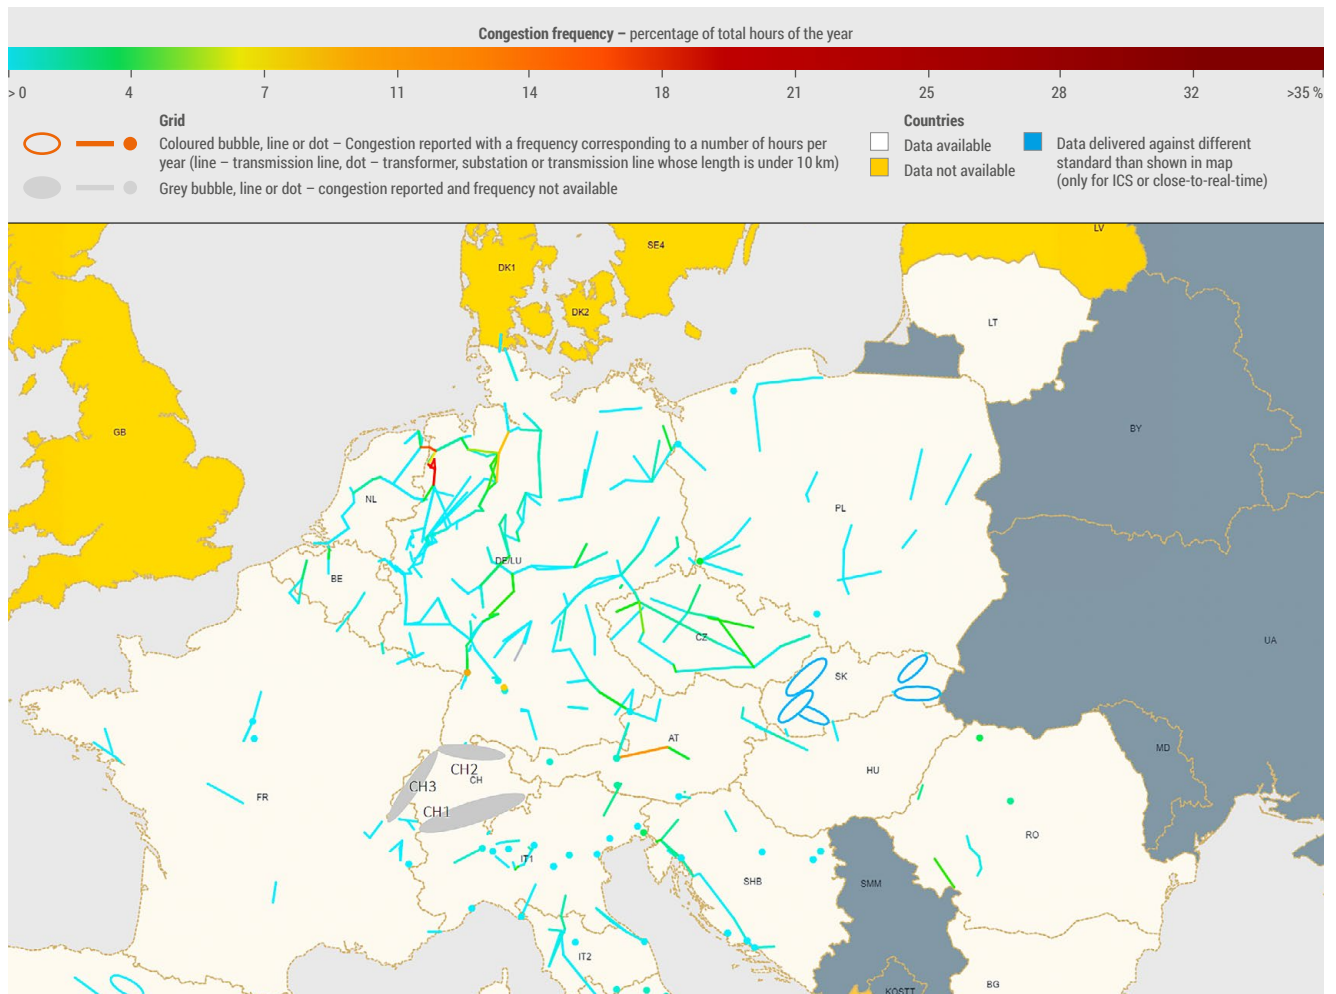 Congestion frequency – percentage of total hours of the year
> 0 4 7 11 14 18 21 25 28 32 >35 %
Grid
Coloured bubble, line or dot – Congestion reported with a frequency corresponding to a number of hours per
year (line – transmission line, dot – transformer, substation or transmission line whose length is under 10 km)
Grey bubble, line or dot – congestion reported and frequency not available
Countries
Data available
Data not available
Data delivered against different
standard than shown in map
(only for ICS or close-to-real-time)
LV
SE4
DK1
DK2
LT
GB
BY
NL
PL
DE/LU
BE
CZ
UA
SK
AT
MD
CH2
CH
HU
CH3
FR
CH1
RO
IT1
SHB
SMM
IT2
BG
KOSTT